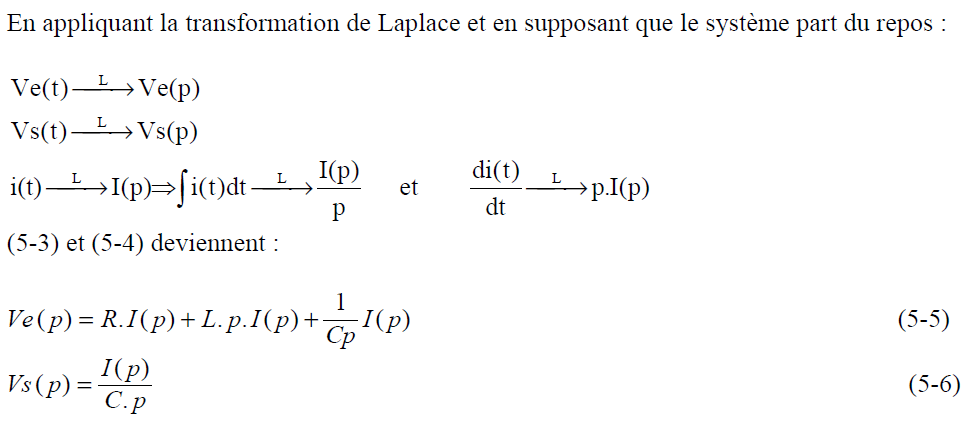 En appliquant la transformation de Laplace et en supposant que le système part du repos :
Ve(t) —L→ Ve(p)
Vs(t) —L→ Vs(p)
i(t) —L→ I(p) ⇒ ∫i(t)dt —L→ I(p)/p et di(t)/dt —L→ p.I(p)
(5-3) et (5-4) deviennent :
Ve(p) = R.I(p) + L.p.I(p) + 1/Cp I(p) (5-5)
Vs(p) = I(p)/C.p (5-6)